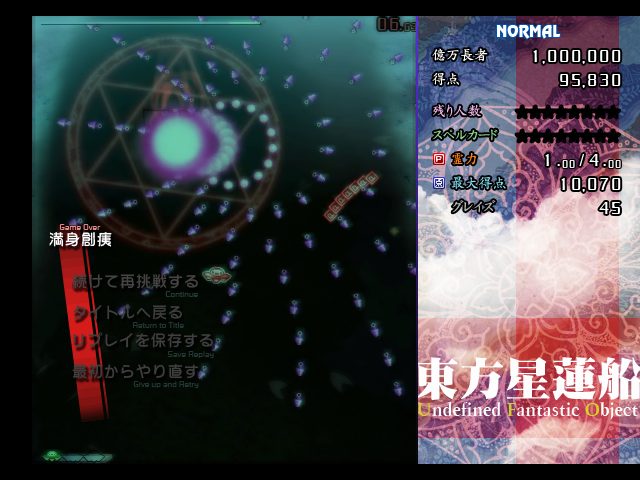 06.63
Game Over
満身創痍
続けて再挑戦する
Continue
タイトルへ戻る
Return to Title
リプレイを保存する
Save Replay
最初からやり直す
Give up and Retry
NORMAL
億万長者 1,000,000
得点 95,830
残り人数
スペルカード
P 霊力 1.00/4.00
最大得点 10,070
グレイズ 45
東方星蓮船
Undefined Fantastic Object